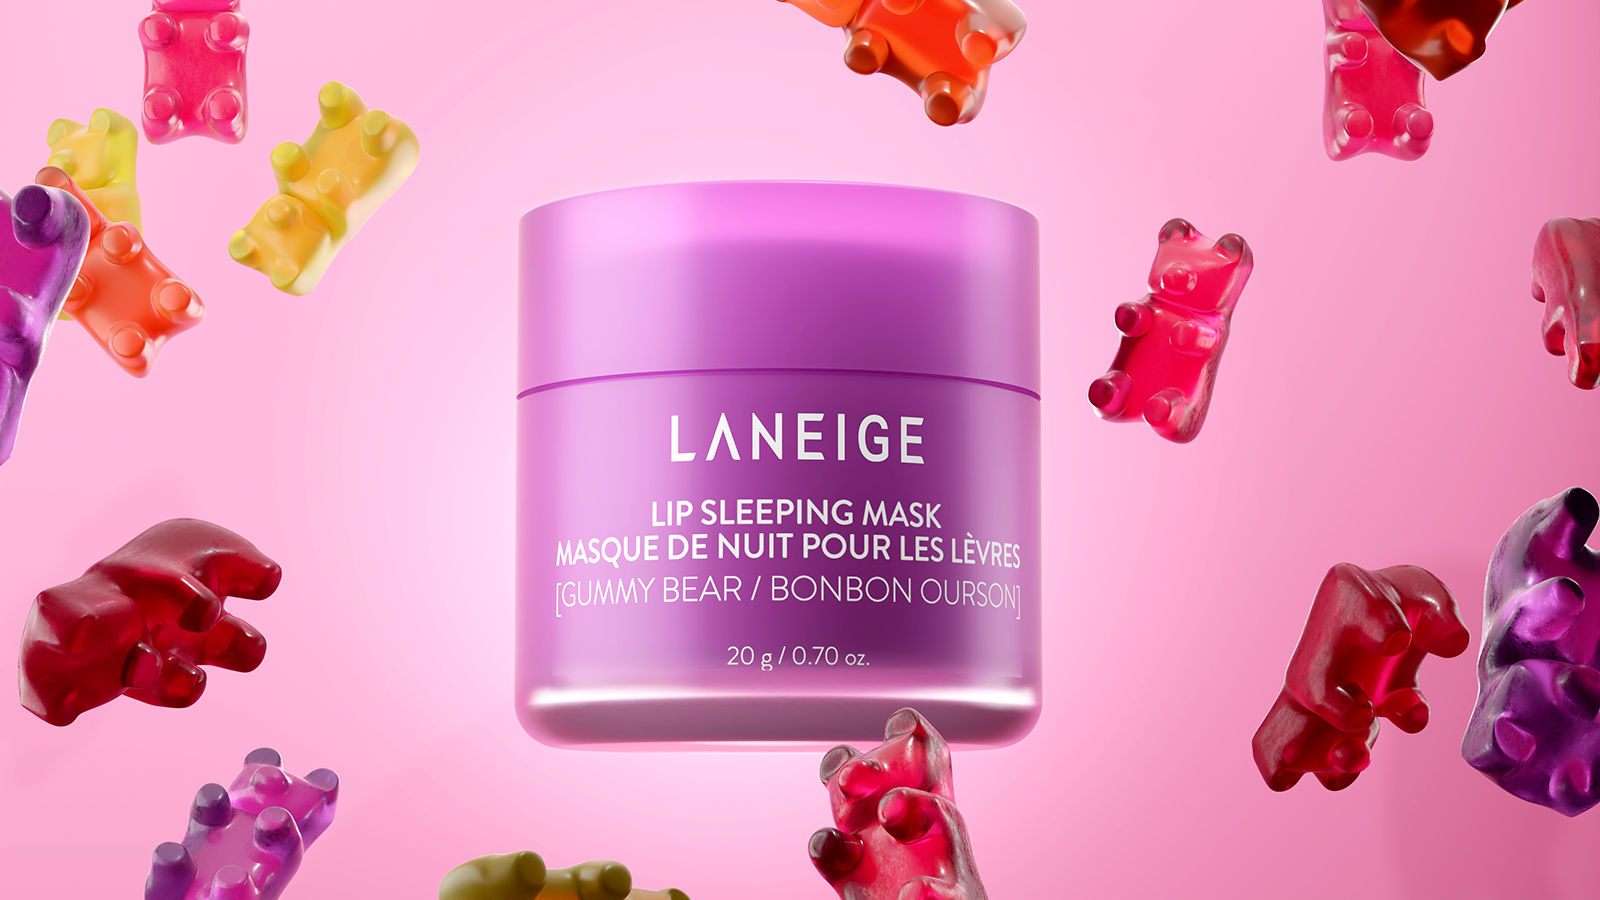 LANEIGE
LIP SLEEPING MASK
MASQUE DE NUIT POUR LES LÈVRES
[GUMMY BEAR / BONBON OURSON]
20 g / 0.70 oz.